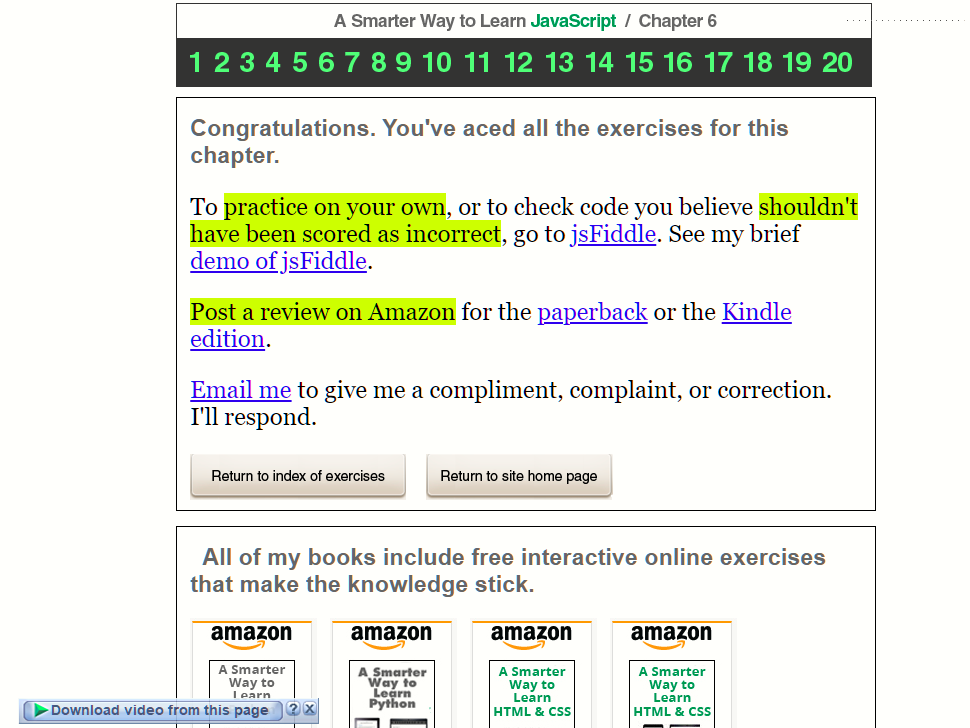 A Smarter Way to Learn JavaScript / Chapter 6
1 2 3 4 5 6 7 8 9 10 11 12 13 14 15 16 17 18 19 20
Congratulations. You've aced all the exercises for this
chapter.
To practice on your own, or to check code you believe shouldn't
have been scored as incorrect, go to jsFiddle. See my brief
demo of jsFiddle.
Post a review on Amazon for the paperback or the Kindle
edition.
Email me to give me a compliment, complaint, or correction.
I'll respond.
Return to index of exercises Return to site home page
All of my books include free interactive online exercises
that make the knowledge stick.
amazon amazon amazon amazon
A Smarter
Way to
Learn
A Smarter
Way to
Learn
Python
A Smarter
Way to
Learn
HTML & CSS
A Smarter
Way to
Learn
HTML & CSS
Download video from this page ? X